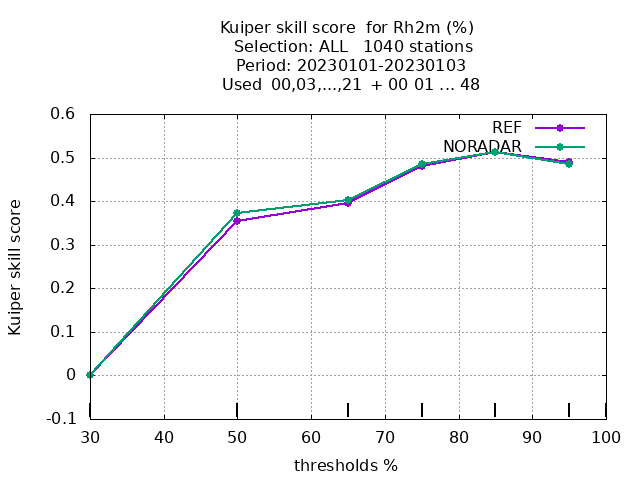 Kuiper skill score  for Rh2m (%)
Selection: ALL   1040 stations
Period: 20230101-20230103
Used  00,03,...,21  + 00 01 ... 48
REF
NORADAR
0.6
0.5
0.4
0.3
0.2
0.1
0
-0.1
Kuiper skill score
30 40 50 60 70 80 90 100
thresholds %